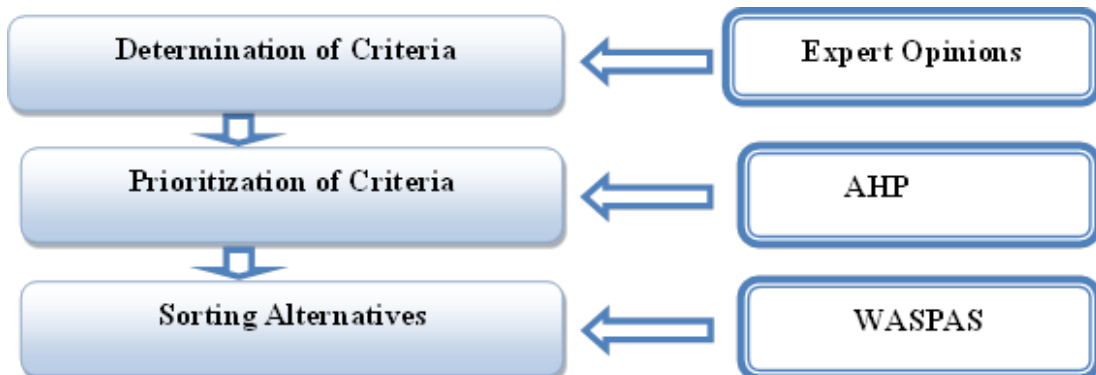 Determination of Criteria
Expert Opinions
Prioritization of Criteria
AHP
Sorting Alternatives
WASPAS